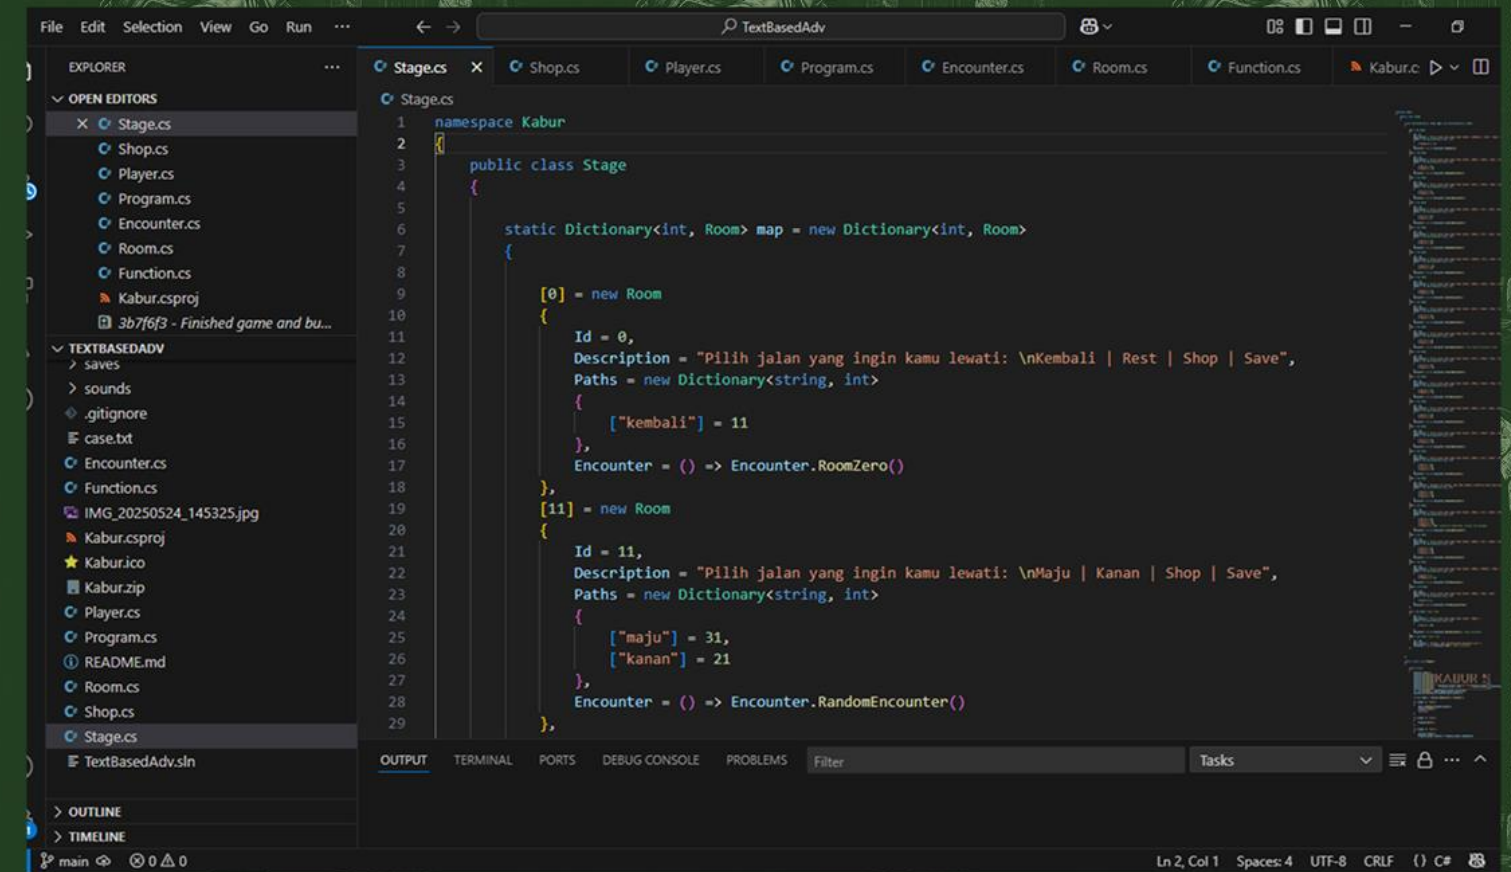 File Edit Selection View Go Run ···
TextBasedAdv
EXPLORER ···
OPEN EDITORS
Stage.cs
Shop.cs
Player.cs
Program.cs
Encounter.cs
Room.cs
Function.cs
Kabur.csproj
3b7f6f3 - Finished game and bu...
TEXTBASEDADV
saves
sounds
.gitignore
case.txt
Encounter.cs
Function.cs
IMG_20250524_145325.jpg
Kabur.csproj
Kabur.ico
Kabur.zip
Player.cs
Program.cs
README.md
Room.cs
Shop.cs
Stage.cs
TextBasedAdv.sln
OUTLINE
TIMELINE
Stage.cs Shop.cs Player.cs Program.cs Encounter.cs Room.cs Function.cs Kabur.c
Stage.cs
1 namespace Kabur
2 {
3 public class Stage
4 {
5
6 static Dictionary<int, Room> map = new Dictionary<int, Room>
7 {
8
9 [0] = new Room
10 {
11 Id = 0,
12 Description = "Pilih jalan yang ingin kamu lewati: \nKembali | Rest | Shop | Save",
13 Paths = new Dictionary<string, int>
14 {
15 ["kembali"] = 11
16 },
17 Encounter = () => Encounter.RoomZero()
18 },
19 [11] = new Room
20 {
21 Id = 11,
22 Description = "Pilih jalan yang ingin kamu lewati: \nMaju | Kanan | Shop | Save",
23 Paths = new Dictionary<string, int>
24 {
25 ["maju"] = 31,
26 ["kanan"] = 21
27 },
28 Encounter = () => Encounter.RandomEncounter()
29 },
KABUR
OUTPUT TERMINAL PORTS DEBUG CONSOLE PROBLEMS Filter Tasks
main 0 0 Ln 2, Col 1 Spaces: 4 UTF-8 CRLF {} C#